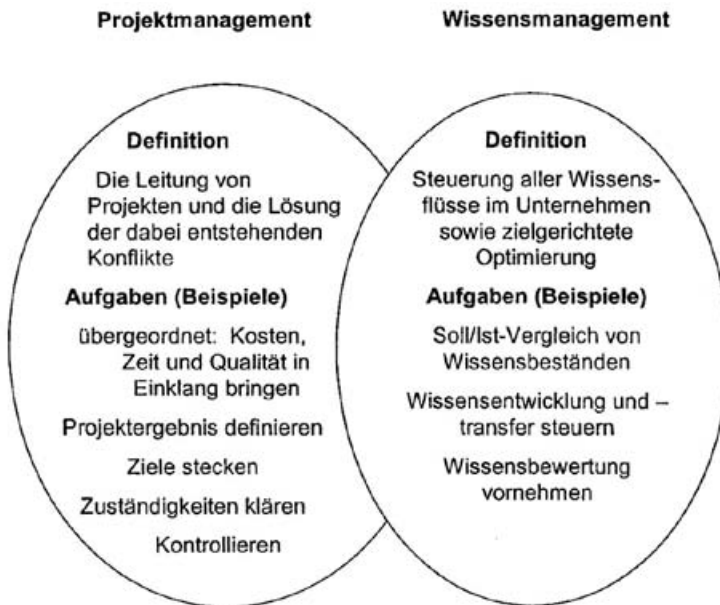 Projektmanagement
Wissensmanagement
Definition
Die Leitung von
Projekten und die Lösung
der dabei entstehenden
Konflikte
Aufgaben (Beispiele)
übergeordnet: Kosten,
Zeit und Qualität in
Einklang bringen
Projektergebnis definieren
Ziele stecken
Zuständigkeiten klären
Kontrollieren
Definition
Steuerung aller Wissens-
flüsse im Unternehmen
sowie zielgerichtete
Optimierung
Aufgaben (Beispiele)
Soll/Ist-Vergleich von
Wissensbeständen
Wissensentwicklung und –
transfer steuern
Wissensbewertung
vornehmen